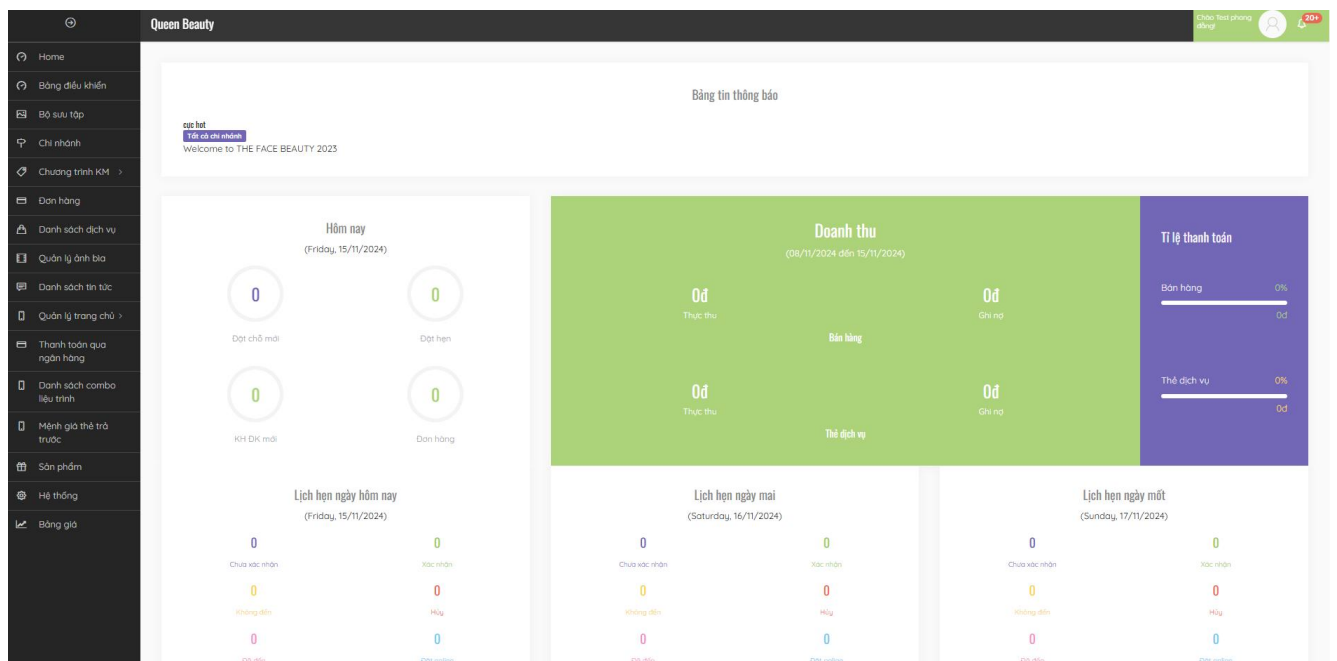 Queen Beauty
Chào Test phong
đồng!
20+
Home
Bảng điều khiển
Bộ sưu tập
Chi nhánh
Chương trình KM
Đơn hàng
Danh sách dịch vụ
Quản lý ảnh bìa
Danh sách tin tức
Quản lý trang chủ
Thanh toán qua
ngân hàng
Danh sách combo
liệu trình
Mệnh giá thẻ trả
trước
Sản phẩm
Hệ thống
Bảng giá
Bảng tin thông báo
cực hot
Tất cả chi nhánh
Welcome to THE FACE BEAUTY 2023
Hôm nay
(Friday, 15/11/2024)
0 0
Đặt chỗ mới Đặt hẹn
0 0
KH ĐK mới Đơn hàng
Doanh thu
(08/11/2024 đến 15/11/2024)
0đ 0đ
Thực thu Ghi nợ
Bán hàng
0đ 0đ
Thực thu Ghi nợ
Thẻ dịch vụ
Tỉ lệ thanh toán
Bán hàng 0%
0đ
Thẻ dịch vụ 0%
0đ
Lịch hẹn ngày hôm nay
(Friday, 15/11/2024)
0 0
Chưa xác nhận Xác nhận
0 0
Không đến Hủy
0 0
Đã đến
Lịch hẹn ngày mai
(Saturday, 16/11/2024)
0 0
Chưa xác nhận Xác nhận
0 0
Không đến Hủy
0 0
Đã đến
Lịch hẹn ngày mốt
(Sunday, 17/11/2024)
0 0
Chưa xác nhận Xác nhận
0 0
Không đến Hủy
0 0
Đã đến